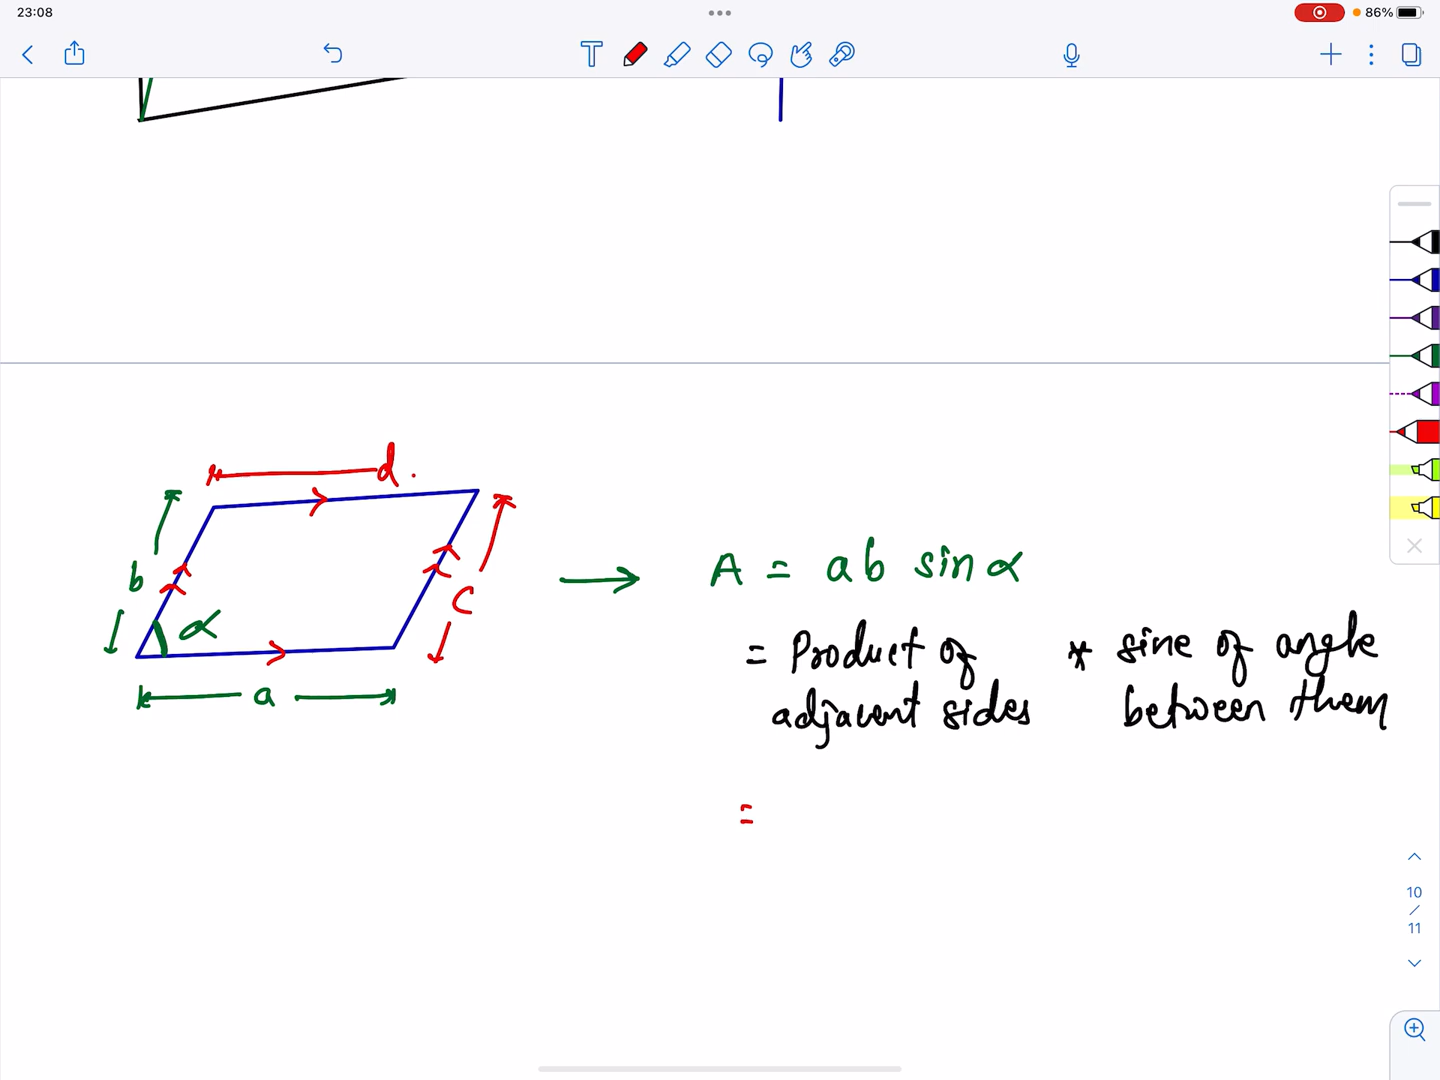 23:08
86%
T
d.
b
α
c
a
A = ab sin α
= Product of adjacent sides * sine of angle between them
=
10
/
11